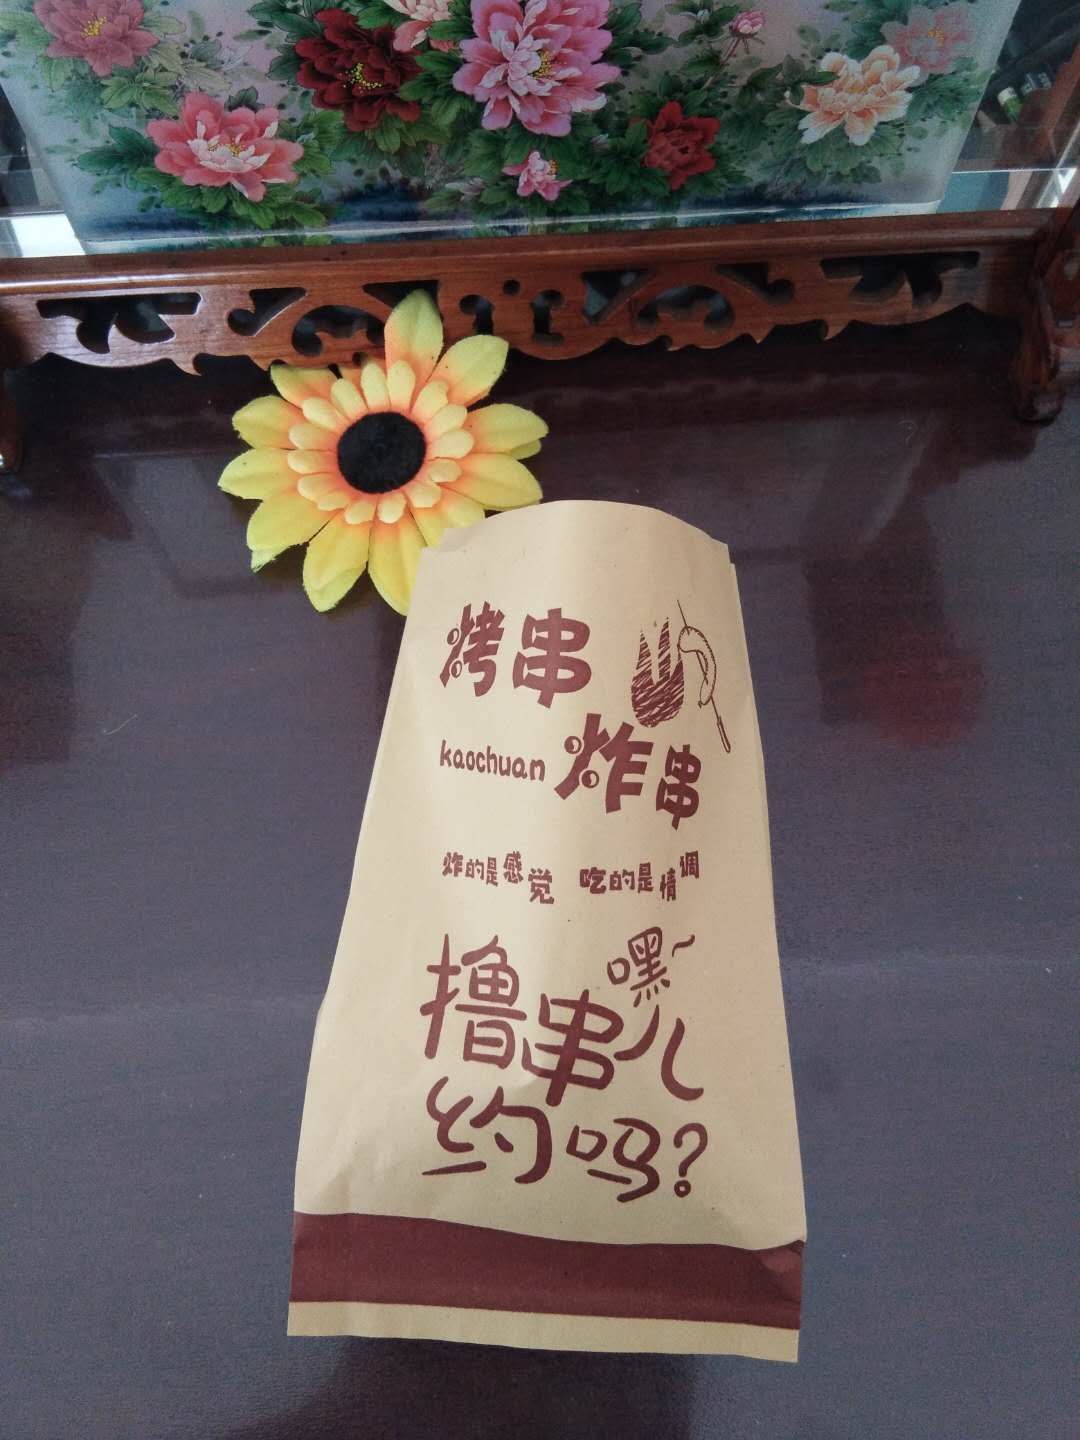 烤串
kaochuan 炸串
炸的是感觉 吃的是情调
嘿~
撸串儿
约吗？